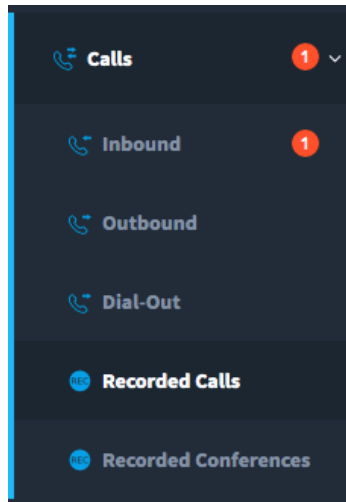 Calls 1
Inbound 1
Outbound
Dial-Out
REC Recorded Calls
REC Recorded Conferences